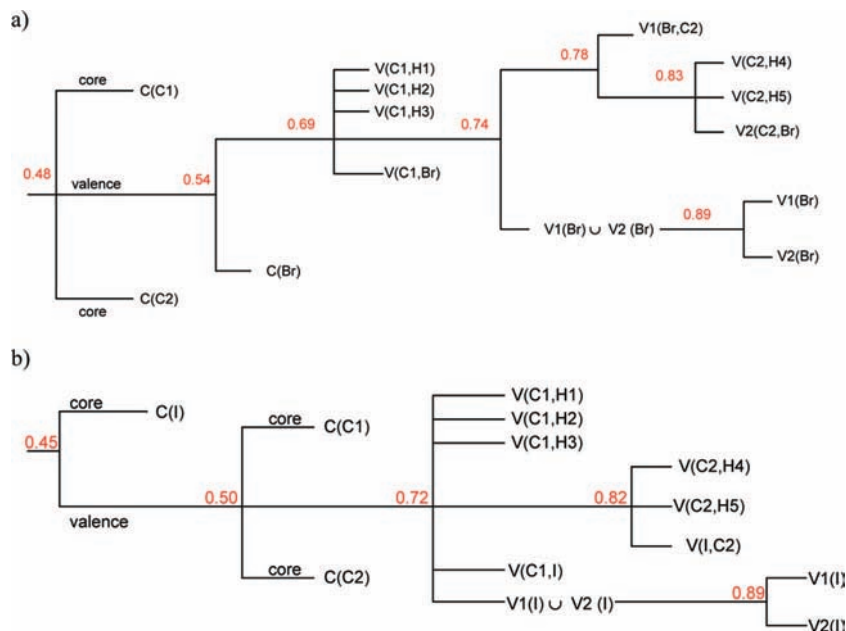 a)
V1(Br,C2)
0.78
V(C1,H1)
V(C2,H4)
core
C(C1)
V(C1,H2)
0.83
V(C2,H5)
V(C1,H3)
0.69
0.74
V2(C2,Br)
0.48
valence
0.54
V(C1,Br)
0.89
V1(Br)
V1(Br) ∪ V2 (Br)
V2(Br)
C(Br)
C(C2)
core
b)
V(C1,H1)
core
C(I)
core
C(C1)
V(C1,H2)
V(C1,H3)
0.45
V(C2,H4)
0.50
0.72
0.82
V(C2,H5)
valence
V(I,C2)
core
C(C2)
V(C1,I)
V1(I)
0.89
V1(I) ∪ V2 (I)
V2(I)